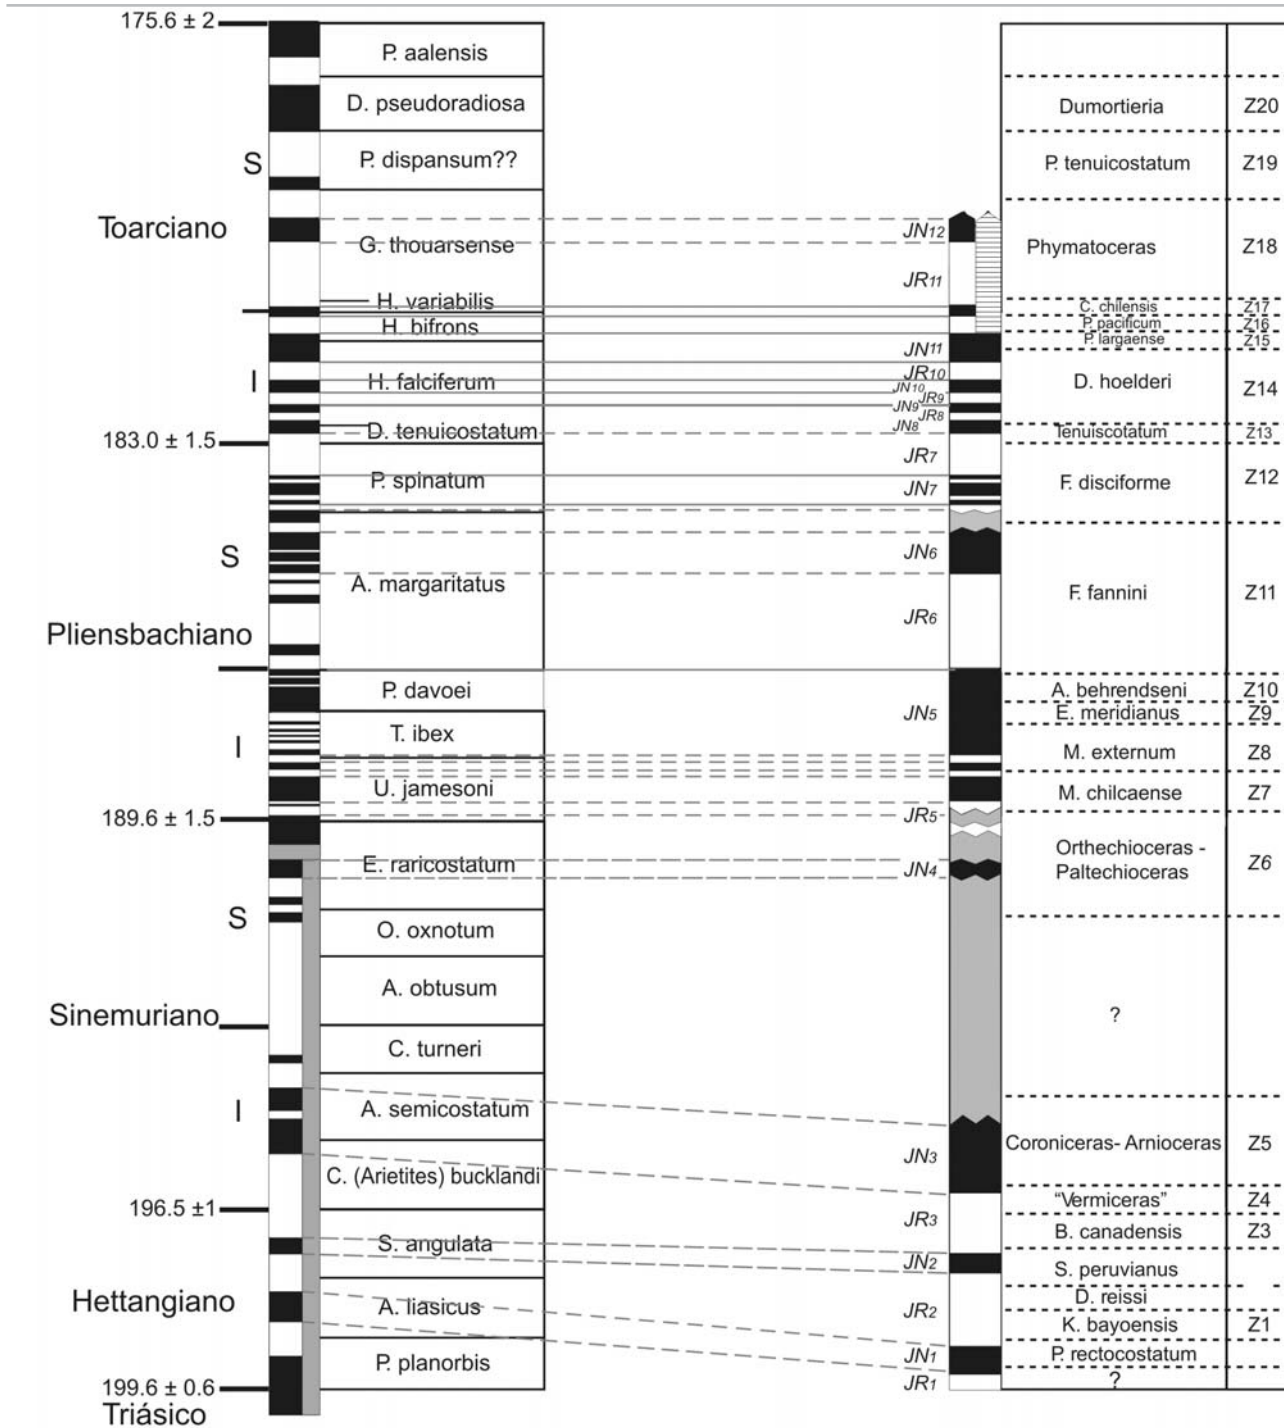 175.6 ± 2
P. aalensis
D. pseudoradiosa
Dumortieria
Z20
S
P. dispansum??
P. tenuicostatum
Z19
Toarciano
G. thouarsense
JN12
Phymatoceras
Z18
JR11
H. variabilis
C. chilensis
Z17
H. bifrons
P. pacificum
Z16
P. largaense
Z15
JN11
I
H. falciferum
JR10
D. hoelderi
Z14
JN10
JR9
JN9
JR8
JN8
D. tenuicostatum
Tenuiscotatum
Z13
183.0 ± 1.5
JR7
P. spinatum
JN7
F. disciforme
Z12
S
JN6
A. margaritatus
F. fannini
Z11
JR6
Pliensbachiano
P. davoei
A. behrendseni
Z10
JN5
E. meridianus
Z9
I
T. ibex
M. externum
Z8
U. jamesoni
M. chilcaense
Z7
189.6 ± 1.5
JR5
E. raricostatum
JN4
Orthechioceras -
Paltechioceras
Z6
S
O. oxnotum
A. obtusum
Sinemuriano
?
C. turneri
I
A. semicostatum
JN3
Coroniceras- Arnioceras
Z5
C. (Arietites) bucklandi
196.5 ±1
"Vermiceras"
Z4
JR3
B. canadensis
Z3
S. angulata
JN2
S. peruvianus
Hettangiano
A. liasicus
JR2
D. reissi
K. bayoensis
Z1
P. planorbis
JN1
P. rectocostatum
199.6 ± 0.6
JR1
?
Triásico